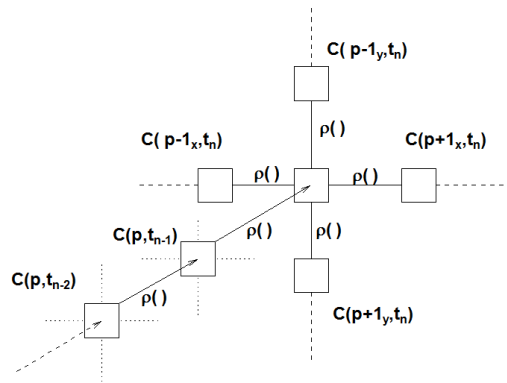 C( p-1y,tn)
ρ()
C( p-1x,tn)
C(p+1x,tn)
ρ( )
ρ( )
C(p,tn-1)
ρ()
ρ()
C(p,tn-2)
ρ()
C(p+1y,tn)